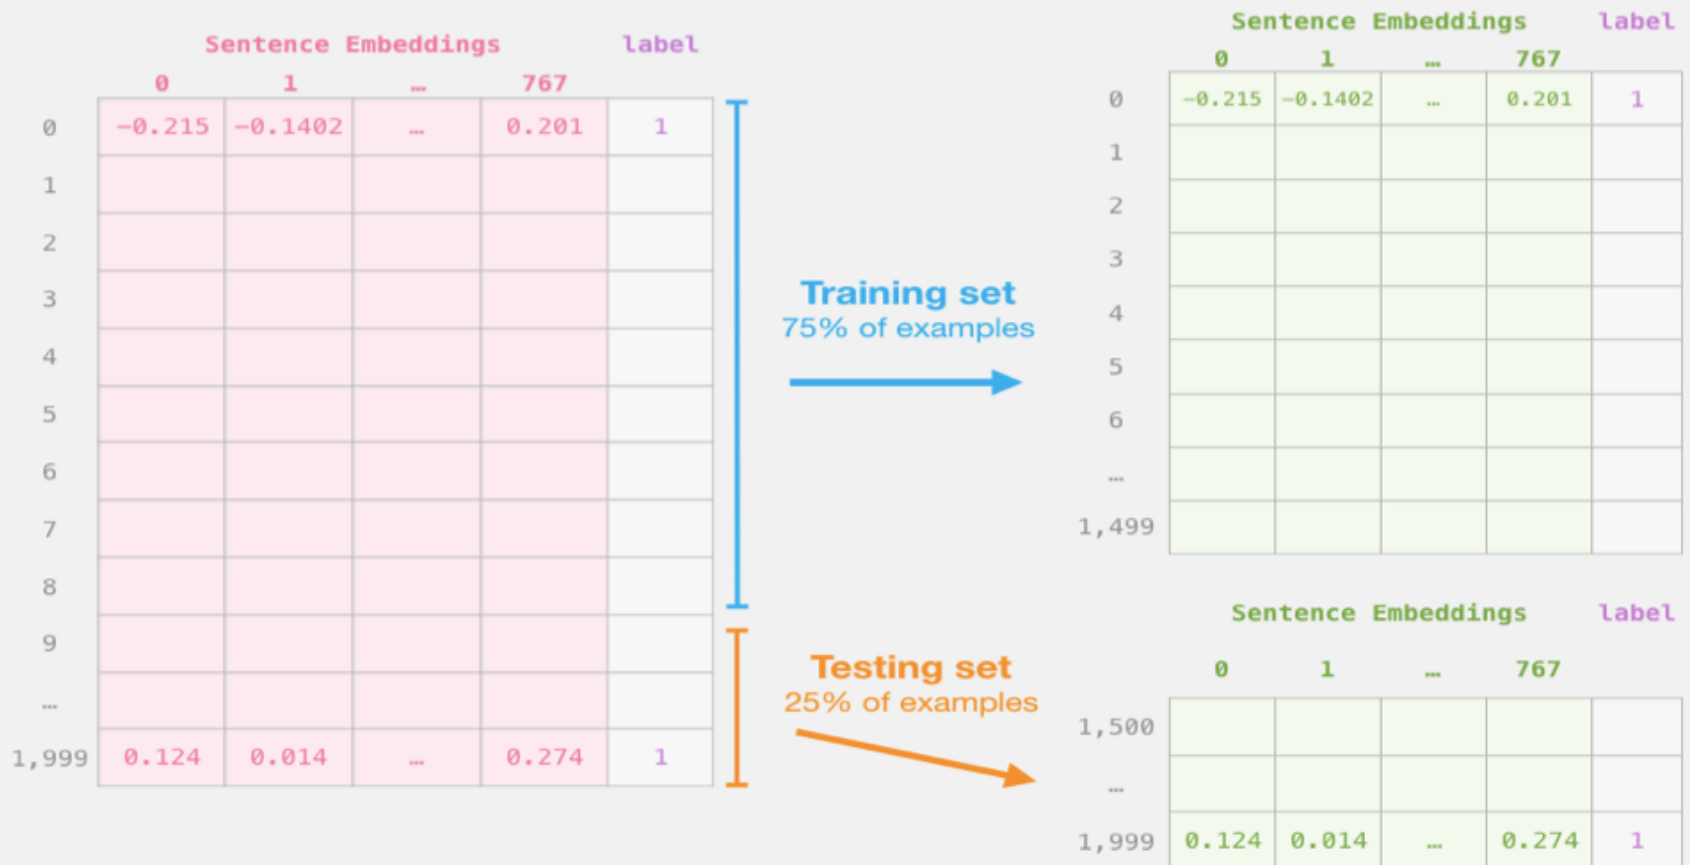 Sentence Embeddings label
0 1 … 767
0 −0.215 −0.1402 … 0.201 1
1
2
3
4
5
6
7
8
9
…
1,999 0.124 0.014 … 0.274 1
Training set
75% of examples
Testing set
25% of examples
Sentence Embeddings label
0 1 … 767
0 −0.215 −0.1402 … 0.201 1
1
2
3
4
5
6
…
1,499
Sentence Embeddings label
0 1 … 767
1,500
…
1,999 0.124 0.014 … 0.274 1